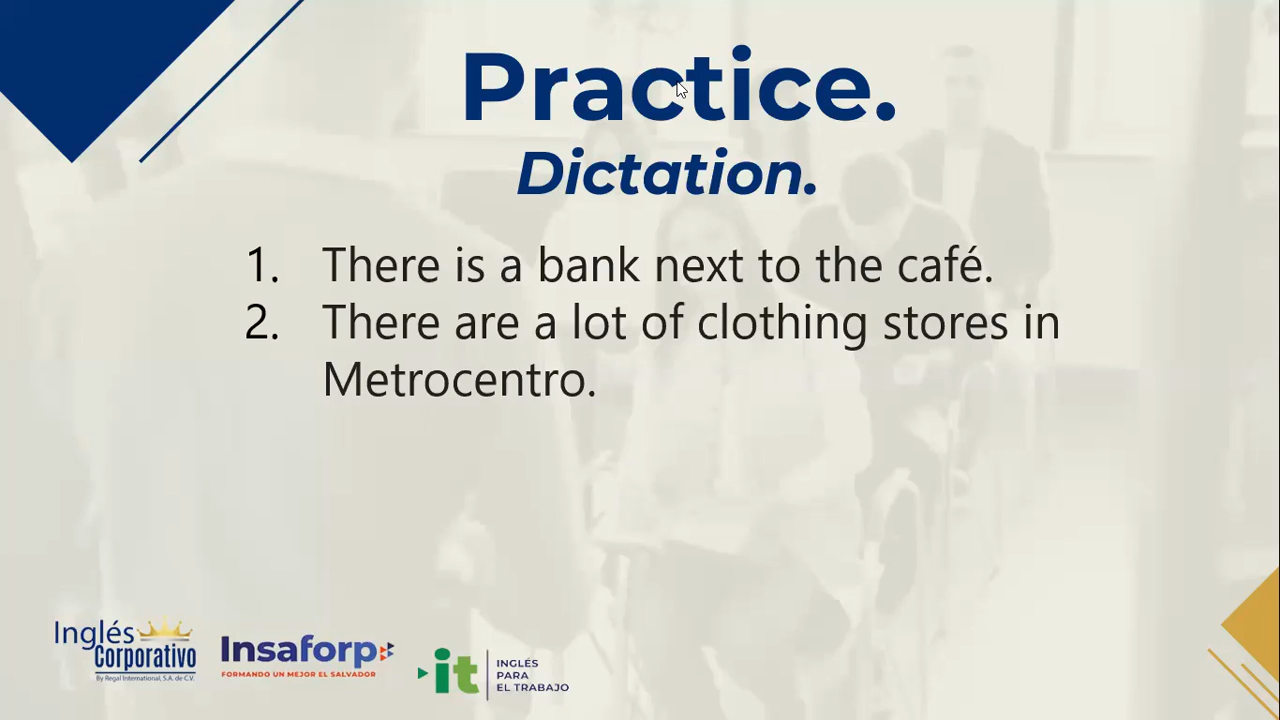 Practice.
Dictation.
1. There is a bank next to the café.
2. There are a lot of clothing stores in
Metrocentro.
Inglés
Corporativo
By Regal International, S.A. de C.V.
Insaforp
FORMANDO UN MEJOR EL SALVADOR
it
INGLÉS
PARA
EL TRABAJO